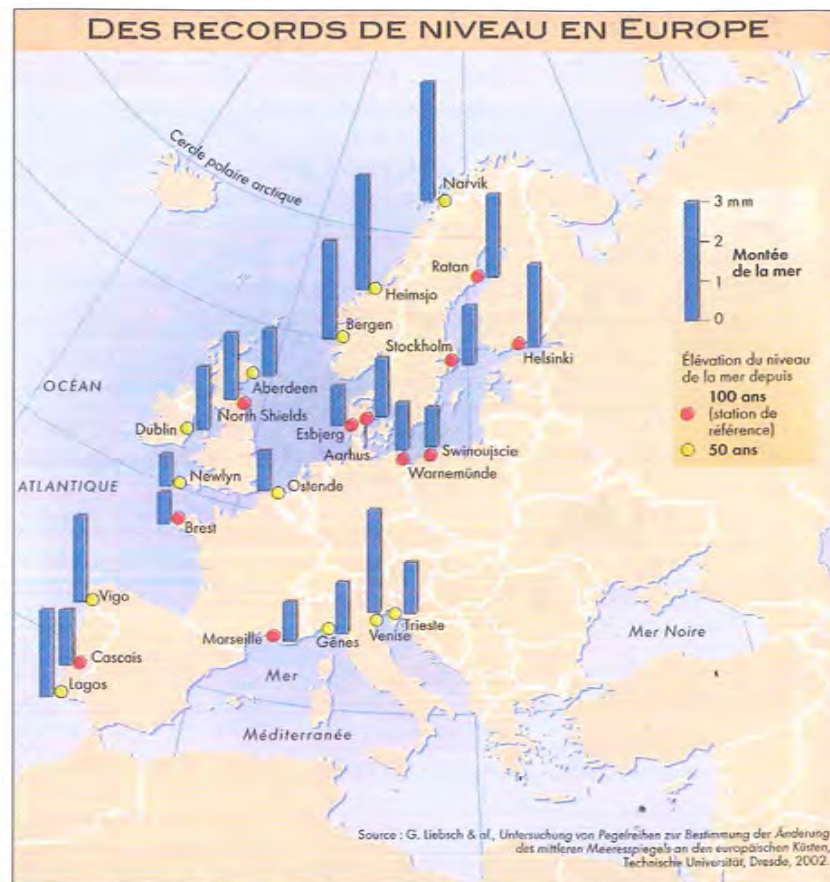 DES RECORDS DE NIVEAU EN EUROPE
Cercle polaire arctique
Narvik
Ratan
Heimsjo
Bergen
Stockholm
Helsinki
3 mm
2
Montée
de la mer
1
0
Élévation du niveau
de la mer depuis
100 ans
(station de
référence)
50 ans
OCÉAN
Aberdeen
North Shields
Dublin
Esbjerg
Aarhus
Swinoujscie
Warnemünde
ATLANTIQUE
Newlyn
Ostende
Brest
Vigo
Cascais
Lagos
Marseille
Gênes
Venise
Trieste
Mer Noire
Mer
Méditerranée
Source : G. Liebsch & al., Untersuchung von Pegelreihen zur Bestimmung der Änderung
des mittleren Meeresspiegels an den europäischen Küsten,
Technische Universität, Dresde, 2002.